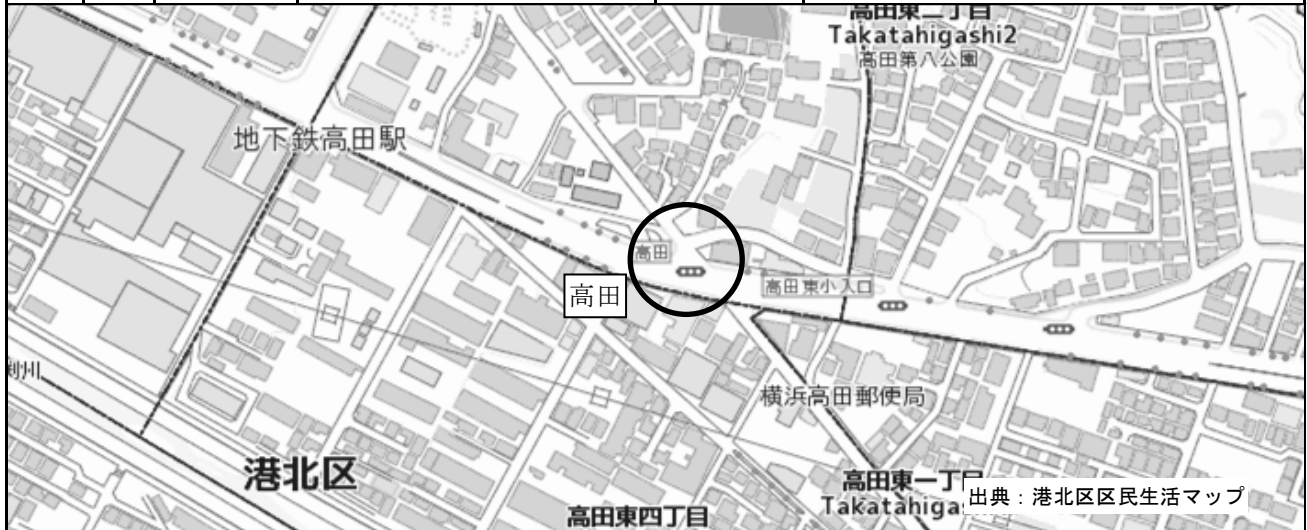 高田東二丁目
Takatahigashi2
高田第八公園
地下鉄高田駅
高田
高田
高田東小入口
利川
横浜高田郵便局
港北区
高田東一丁目
Takatahigas
出典：港北区区民生活マップ
高田東四丁目